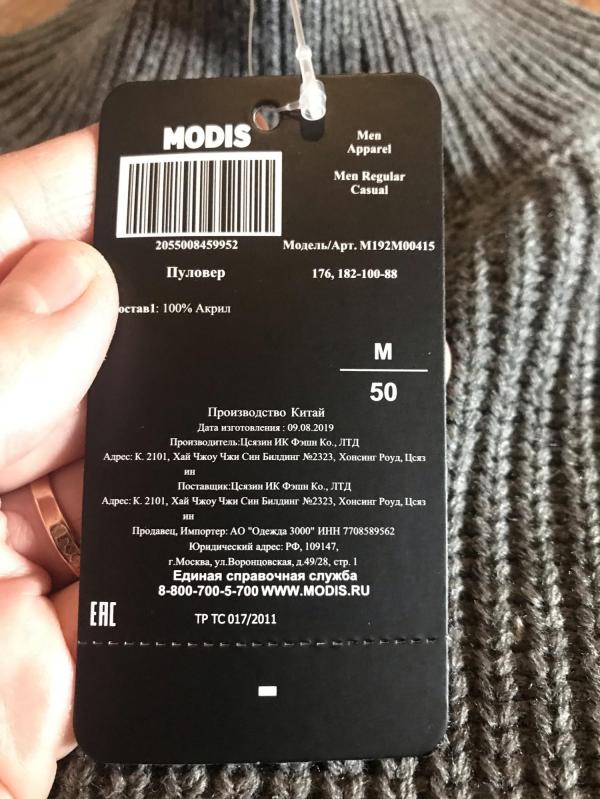 MODIS
Men
Apparel
Men Regular
Casual
2055008459952
Модель/Арт. M192M00415
Пуловер
176, 182-100-88
остав1: 100% Акрил
M
50
Производство Китай
Дата изготовления : 09.08.2019
Производитель:Цсязин ИК Фэшн Ко., ЛТД
Адрес: К. 2101, Хай Чжоу Чжи Син Билдинг №2323, Хонсинг Роуд, Цсяз
ин
Поставщик:Цсязин ИК Фэшн Ко., ЛТД
Адрес: К. 2101, Хай Чжоу Чжи Син Билдинг №2323, Хонсинг Роуд, Цсяз
ин
Продавец, Импортер: АО "Одежда 3000" ИНН 7708589562
Юридический адрес: РФ, 109147,
г.Москва, ул.Воронцовская, д.49/28, стр. 1
Единая справочная служба
8-800-700-5-700 WWW.MODIS.RU
EAC
ТР ТС 017/2011